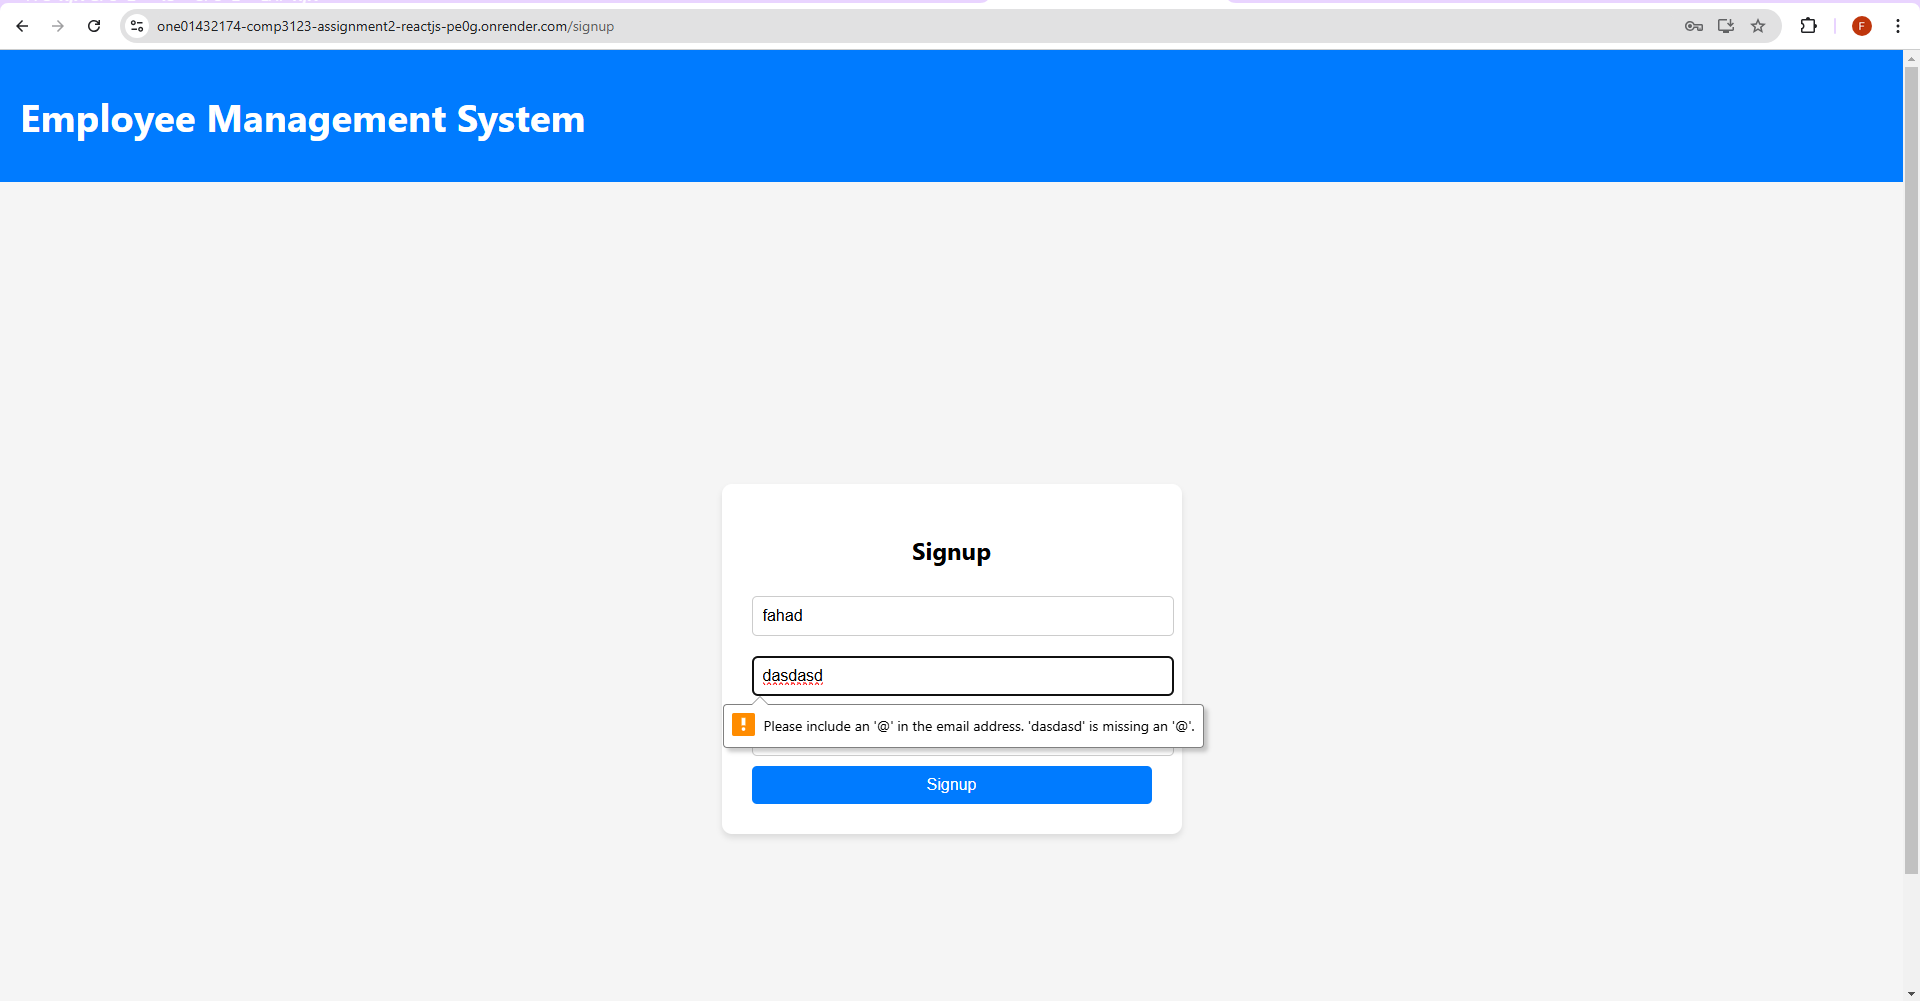 one01432174-comp3123-assignment2-reactjs-pe0g.onrender.com/signup
F
Employee Management System
Signup
fahad
dasdasd
! Please include an '@' in the email address. 'dasdasd' is missing an '@'.
Signup